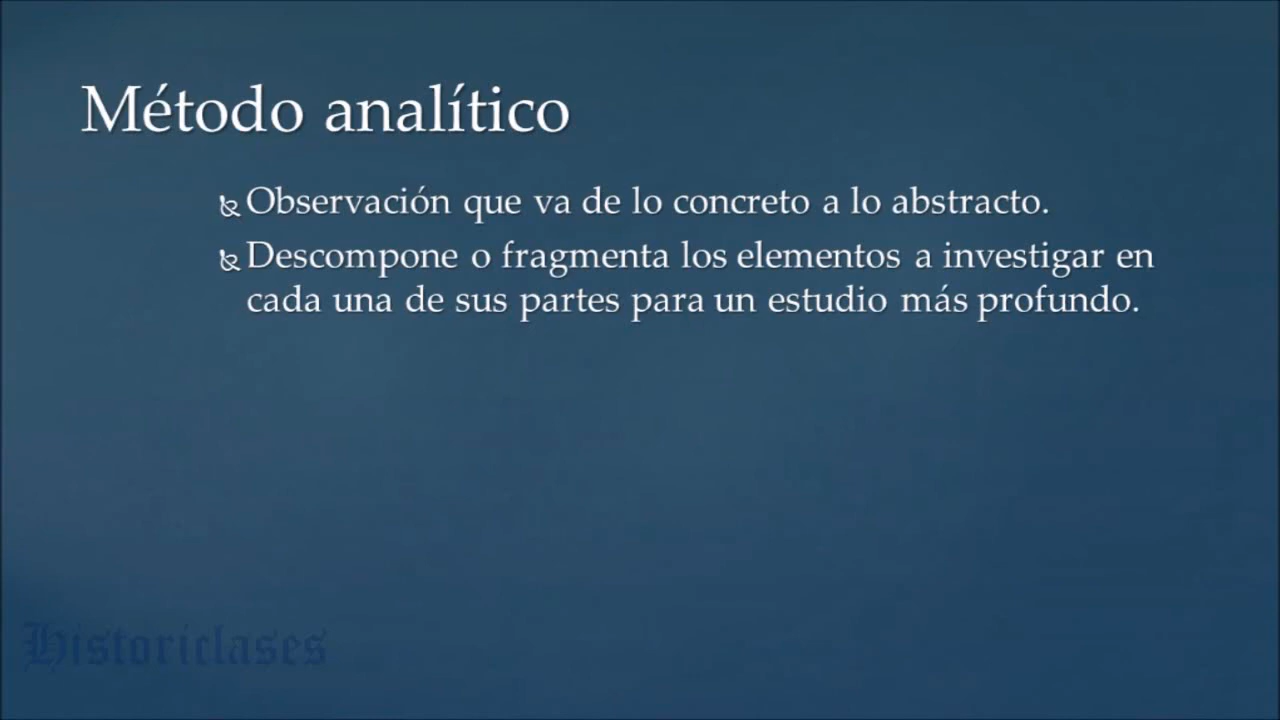 Método analítico
Observación que va de lo concreto a lo abstracto.
Descompone o fragmenta los elementos a investigar en
cada una de sus partes para un estudio más profundo.
Historiclases